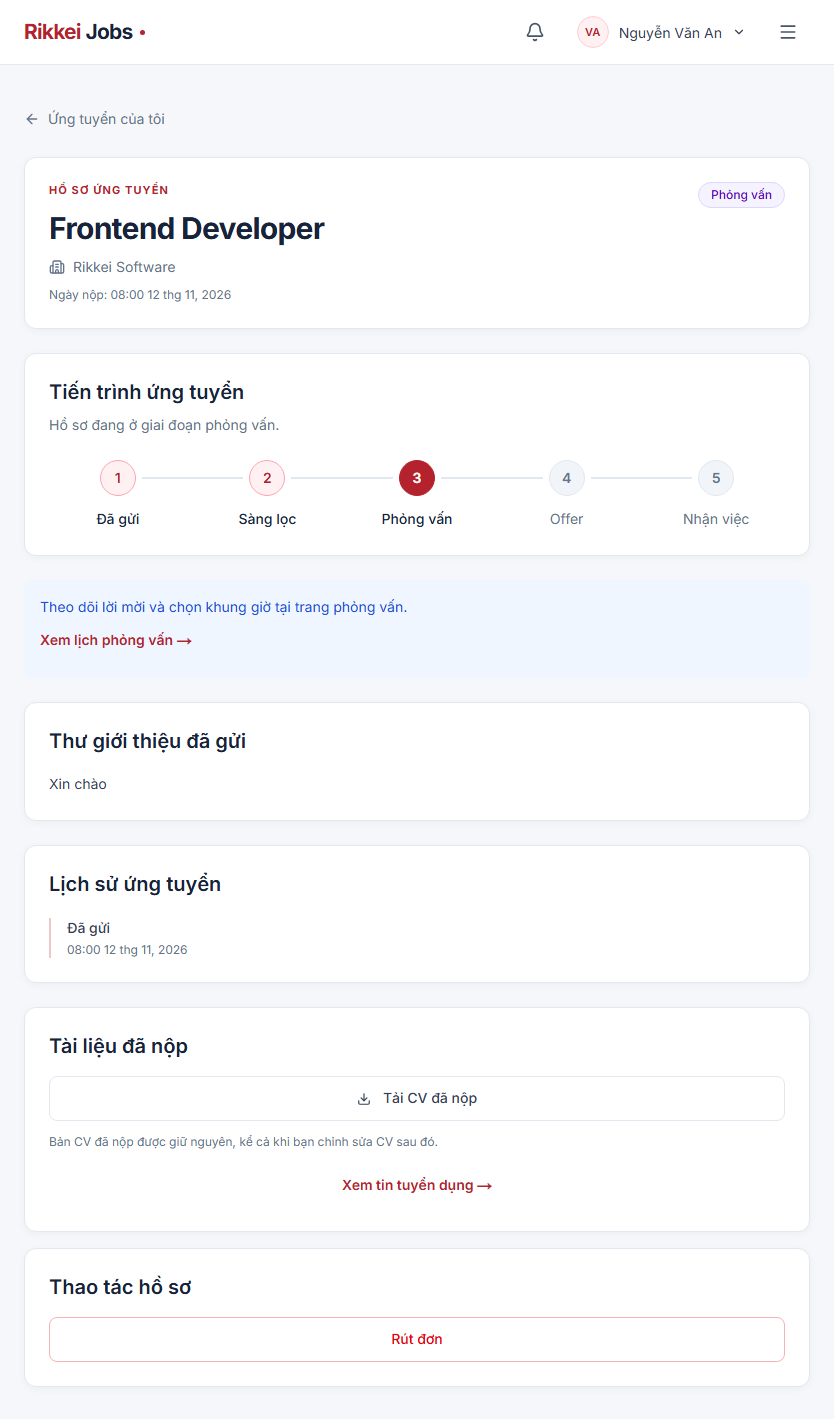 Rikkei Jobs
VA Nguyễn Văn An
Ứng tuyển của tôi
HỒ SƠ ỨNG TUYỂN
Phỏng vấn
Frontend Developer
Rikkei Software
Ngày nộp: 08:00 12 thg 11, 2026
Tiến trình ứng tuyển
Hồ sơ đang ở giai đoạn phỏng vấn.
1 2 3 4 5
Đã gửi Sàng lọc Phỏng vấn Offer Nhận việc
Theo dõi lời mời và chọn khung giờ tại trang phỏng vấn.
Xem lịch phỏng vấn →
Thư giới thiệu đã gửi
Xin chào
Lịch sử ứng tuyển
Đã gửi
08:00 12 thg 11, 2026
Tài liệu đã nộp
Tải CV đã nộp
Bản CV đã nộp được giữ nguyên, kể cả khi bạn chỉnh sửa CV sau đó.
Xem tin tuyển dụng →
Thao tác hồ sơ
Rút đơn